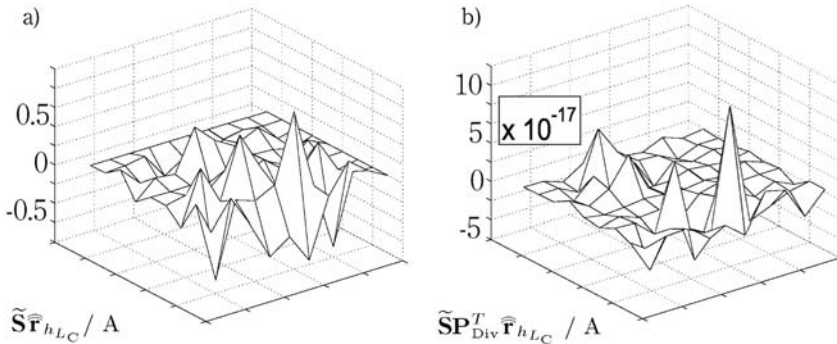 a)
0.5
0
-0.5
S̃r̂̂_{h_{L_C}} / A
b)
10
5
0
-5
x 10^{-17}
S̃P^T_{Div}r̂̂_{h_{L_C}} / A